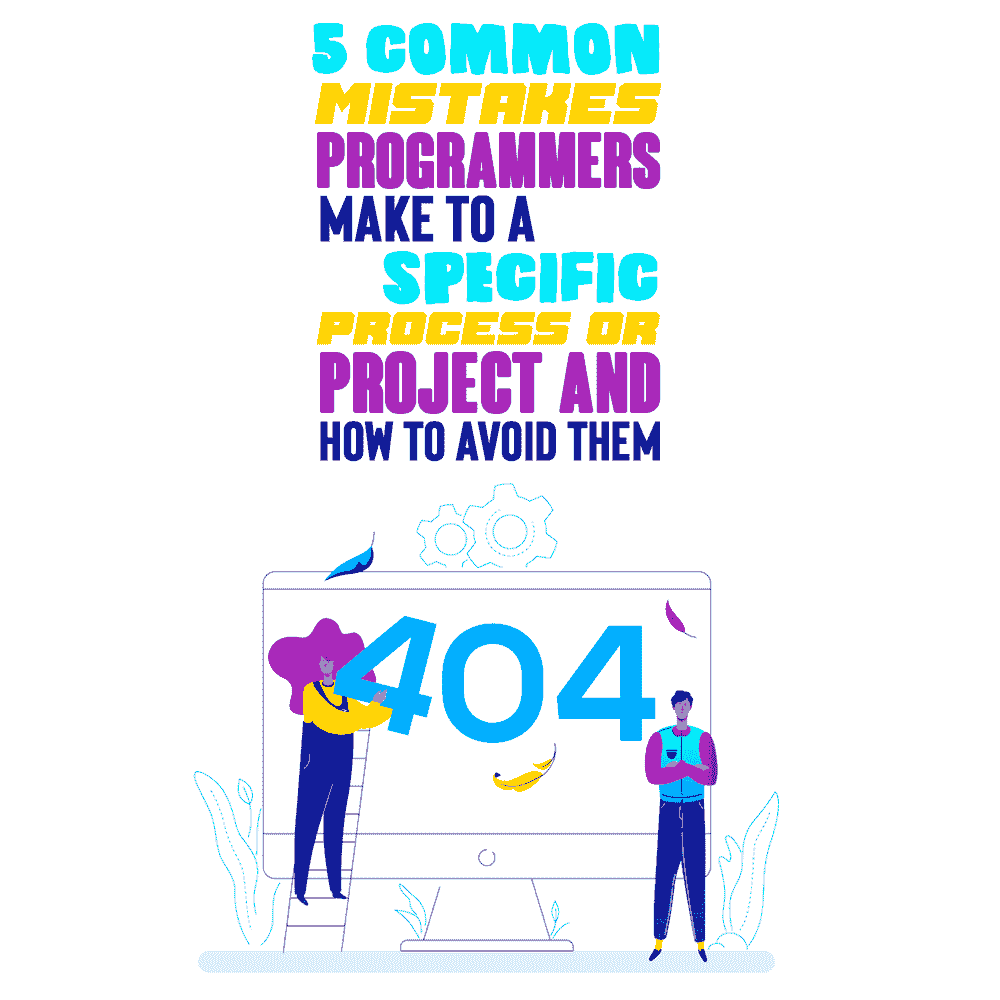 5 COMMON
MISTAKES
PROGRAMMERS
MAKE TO A
SPECIFIC
PROCESS OR
PROJECT AND
HOW TO AVOID THEM
404